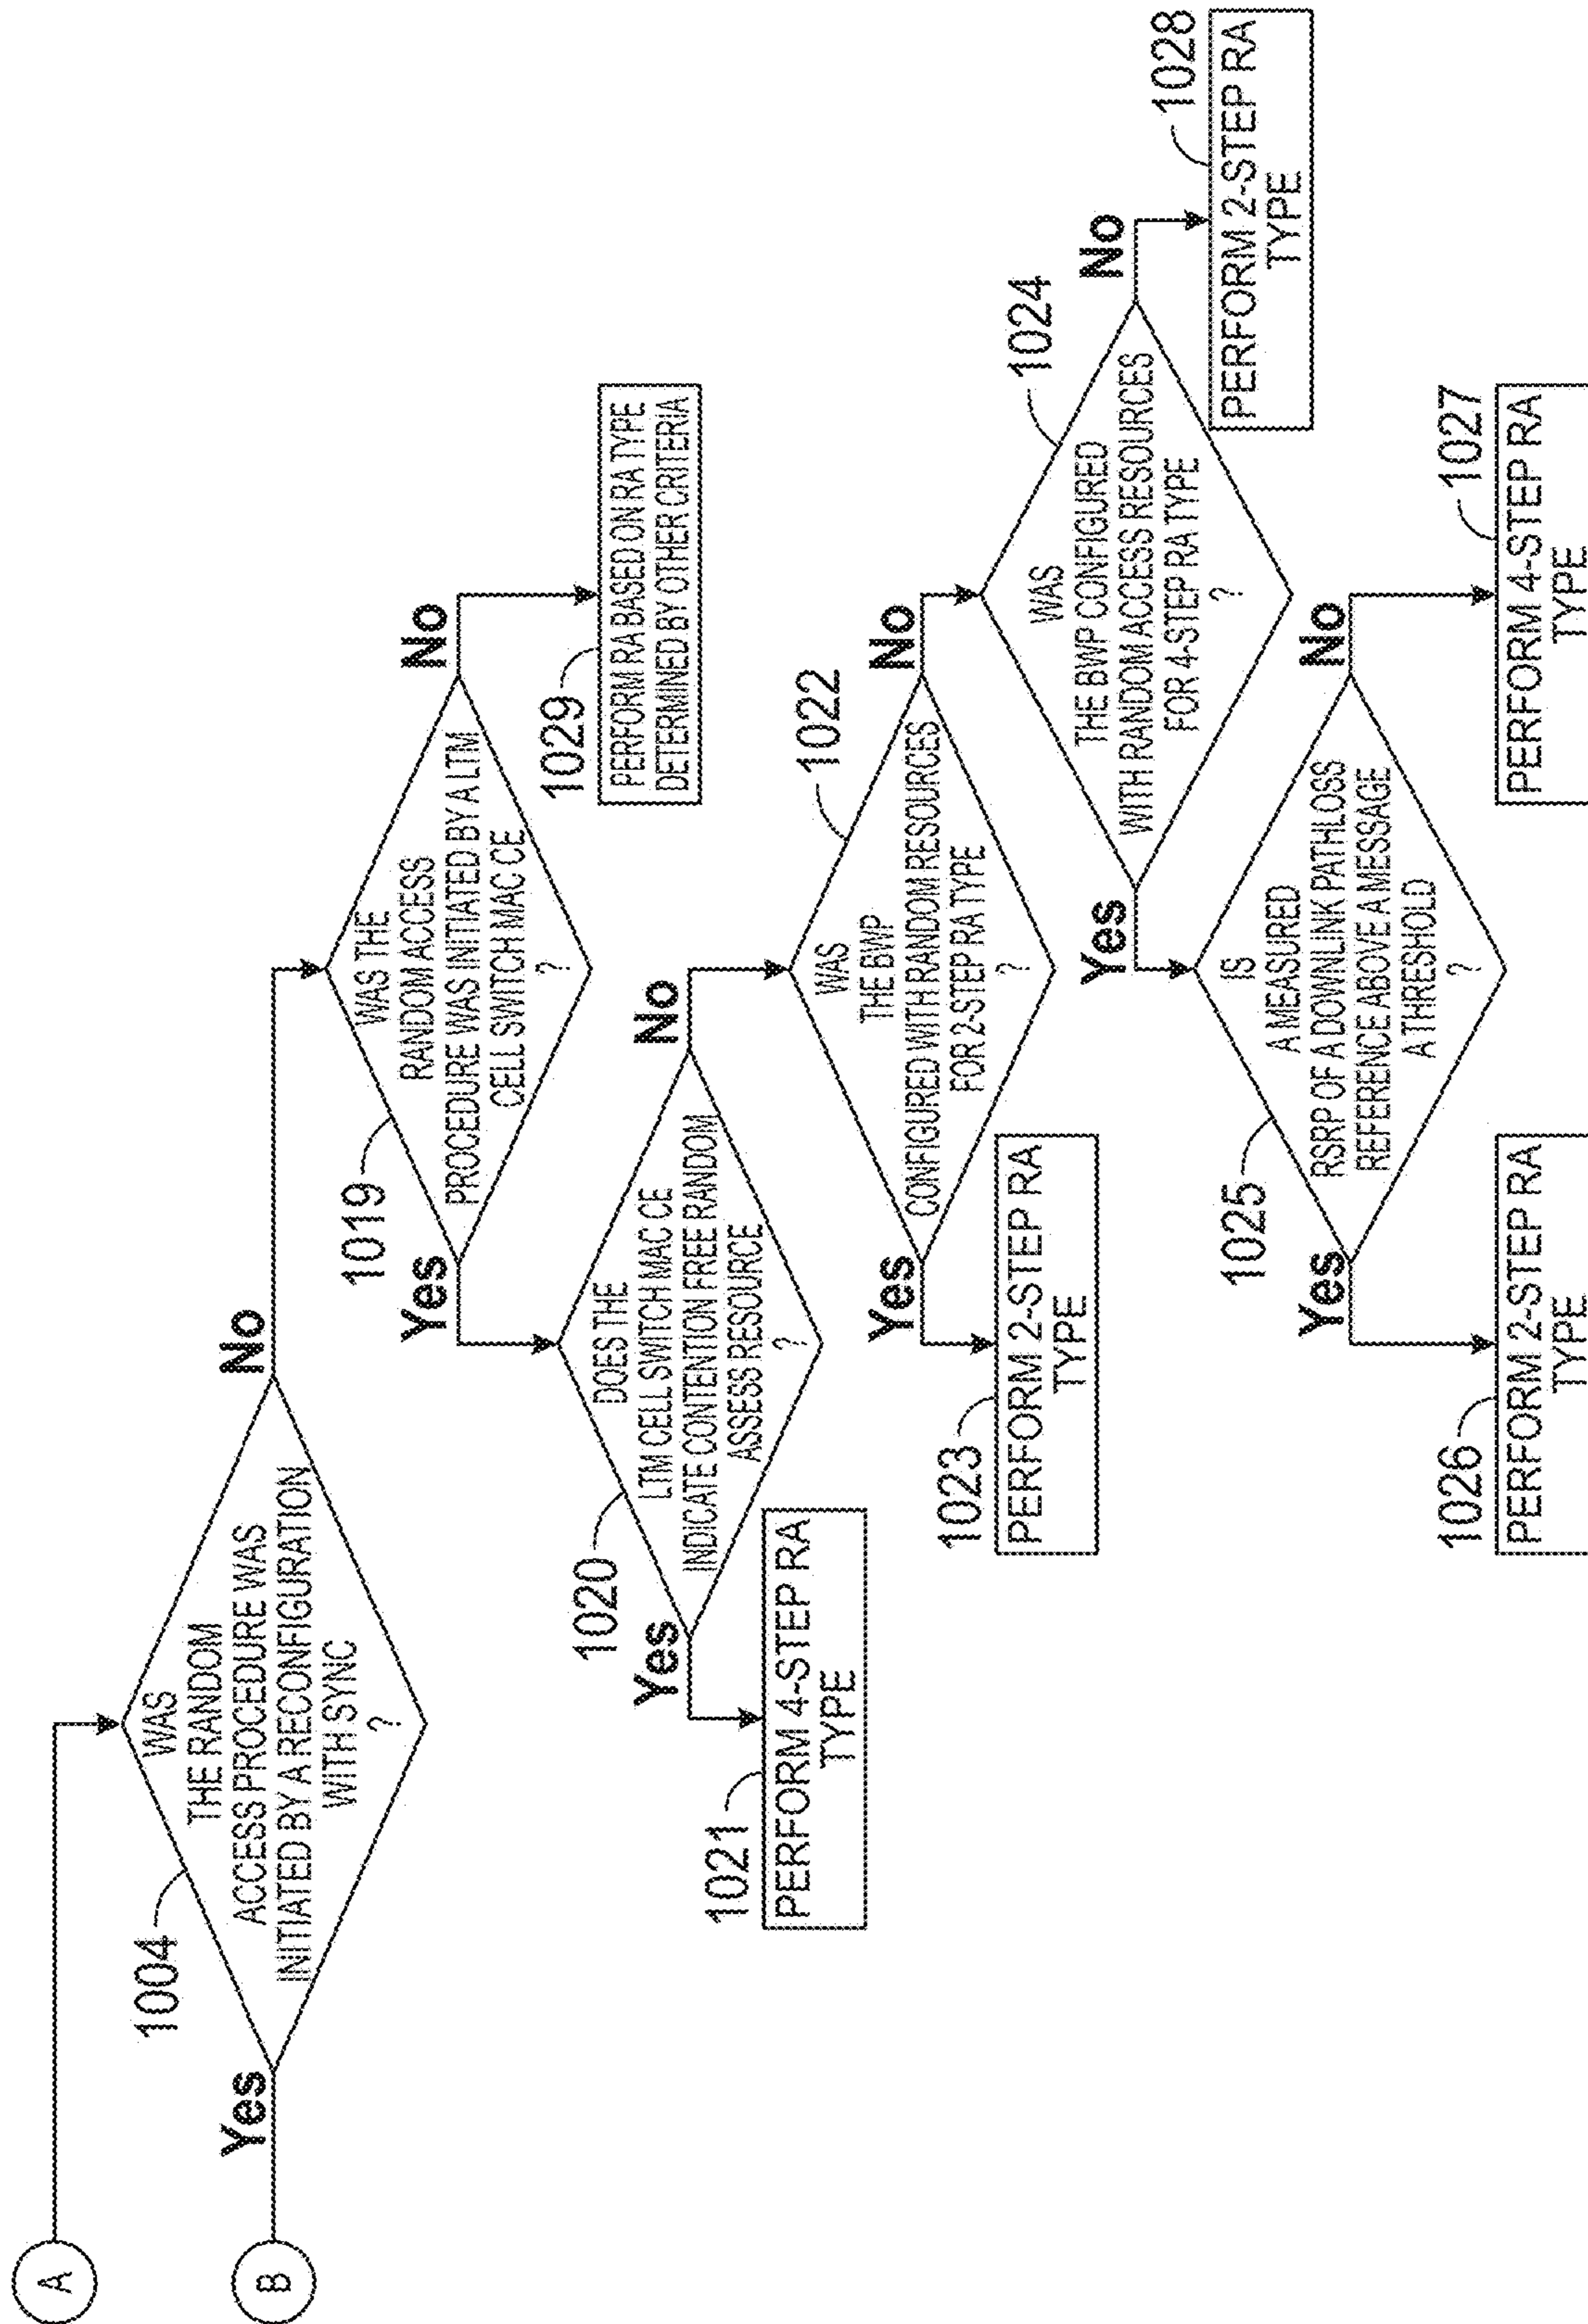 A
B
1004
WAS
THE RANDOM
ACCESS PROCEDURE WAS
INITIATED BY A RECONFIGURATION
WITH SYNC
?
Yes
No
1019
WAS THE
RANDOM ACCESS
PROCEDURE WAS INITIATED BY A LTM
CELL SWITCH MAC CE
?
Yes
No
1029
PERFORM RA BASED ON RA TYPE
DETERMINED BY OTHER CRITERIA
1020
DOES THE
LTM CELL SWITCH MAC CE
INDICATE CONTENTION FREE RANDOM
ASSESS RESOURCE
?
Yes
No
1021
PERFORM 4-STEP RA
TYPE
1022
WAS
THE BWP
CONFIGURED WITH RANDOM RESOURCES
FOR 2-STEP RA TYPE
?
Yes
No
1023
PERFORM 2-STEP RA
TYPE
1024
WAS
THE BWP CONFIGURED
WITH RANDOM ACCESS RESOURCES
FOR 4-STEP RA TYPE
?
Yes
No
1028
PERFORM 2-STEP RA
TYPE
1025
IS
A MEASURED
RSRP OF A DOWNLINK PATHLOSS
REFERENCE ABOVE A MESSAGE
A THRESHOLD
?
Yes
No
1026
PERFORM 2-STEP RA
TYPE
1027
PERFORM 4-STEP RA
TYPE